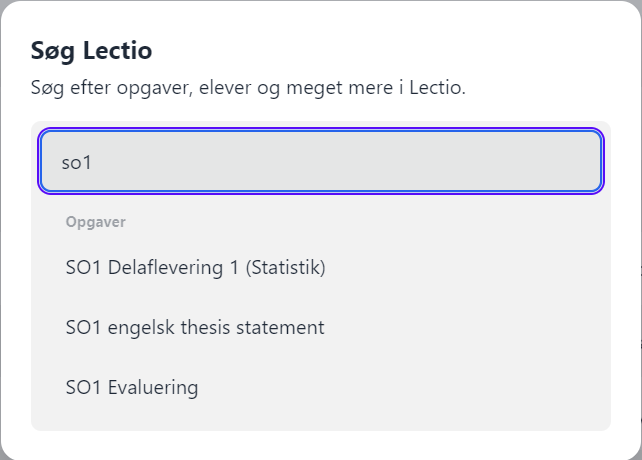 Søg Lectio
Søg efter opgaver, elever og meget mere i Lectio.
so1
Opgaver
SO1 Delaflevering 1 (Statistik)
SO1 engelsk thesis statement
SO1 Evaluering